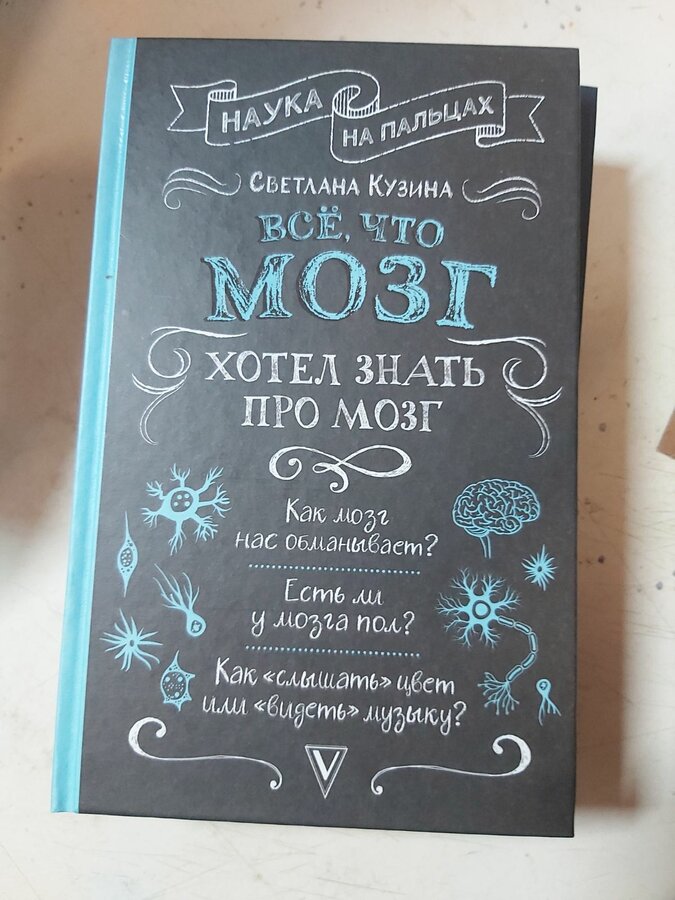 НАУКА
НА ПАЛЬЦАХ
СВЕТЛАНА КУЗИНА
ВСЁ, ЧТО
МОЗГ
ХОТЕЛ ЗНАТЬ
ПРО МОЗГ
Как мозг
нас обманывает?
Есть ли
у мозга пол?
Как «слышать» цвет
или «видеть» музыку?
V